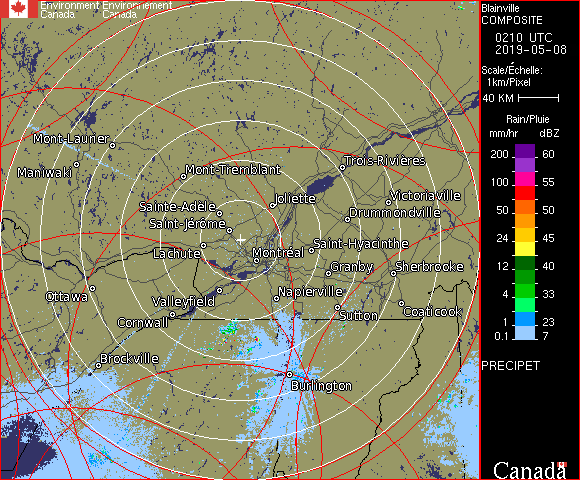 Environment Environnement
Canada Canada
Blainville
COMPOSITE
0210 UTC
2019-05-08
Scale/Échelle:
1km/Pixel
40 KM
Rain/Pluie
mm/hr dBZ
200 60
150 57
100 55
50 50
24 45
12 40
4 33
1 23
0.1 7
PRECIPET
Canada
Mont-Laurier
Maniwaki
Mont-Tremblant
Trois-Rivières
Joliette
Victoriaville
Sainte-Adèle
Drummondville
Saint-Jérôme
Saint-Hyacinthe
Lachute
Montréal
Granby
Sherbrooke
Ottawa
Valleyfield
Napierville
Coaticook
Sutton
Cornwall
Brockville
Burlington